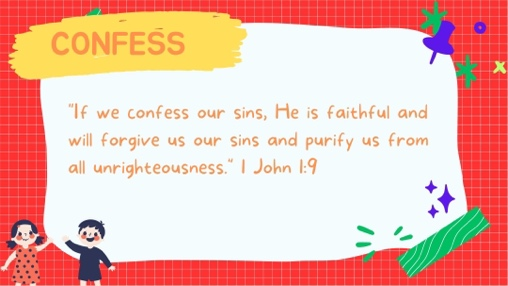 CONFESS
"If we confess our sins, He is faithful and
will forgive us our sins and purify us from
all unrighteousness." 1 John 1:9